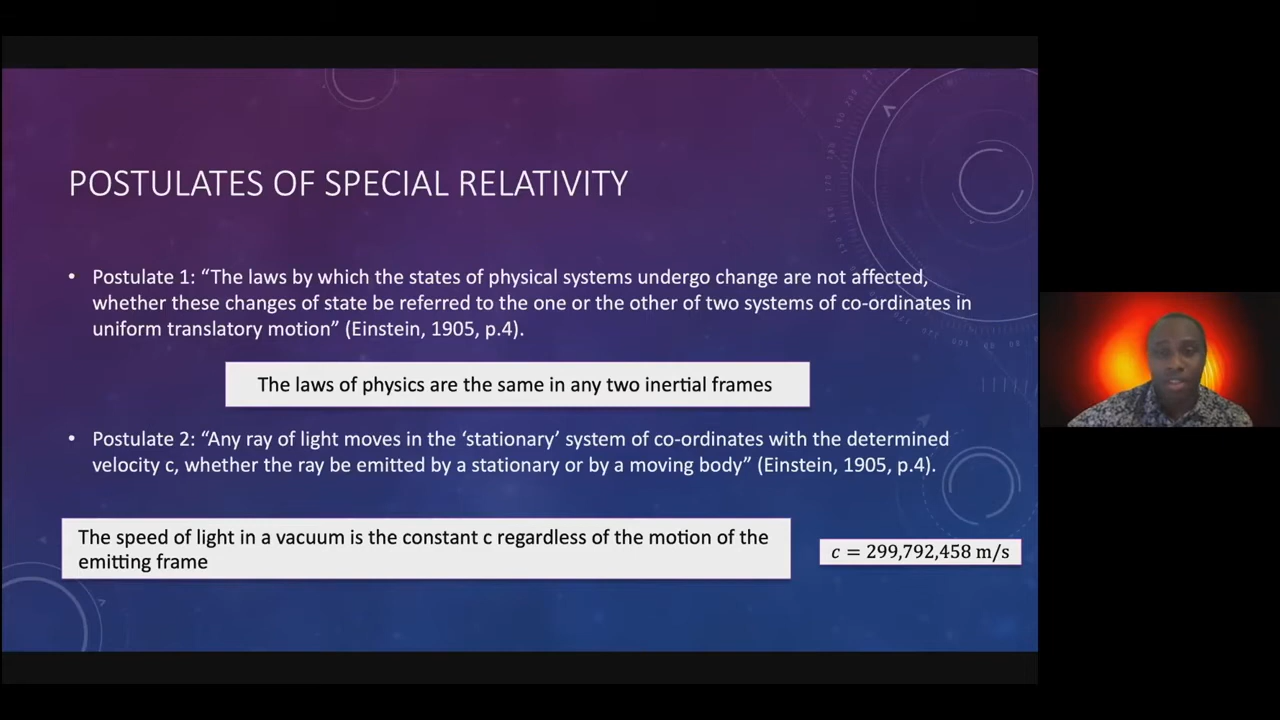 POSTULATES OF SPECIAL RELATIVITY
• Postulate 1: “The laws by which the states of physical systems undergo change are not affected,
whether these changes of state be referred to the one or the other of two systems of co-ordinates in
uniform translatory motion” (Einstein, 1905, p.4).
The laws of physics are the same in any two inertial frames
• Postulate 2: “Any ray of light moves in the ‘stationary’ system of co-ordinates with the determined
velocity c, whether the ray be emitted by a stationary or by a moving body” (Einstein, 1905, p.4).
The speed of light in a vacuum is the constant c regardless of the motion of the
emitting frame
c = 299,792,458 m/s